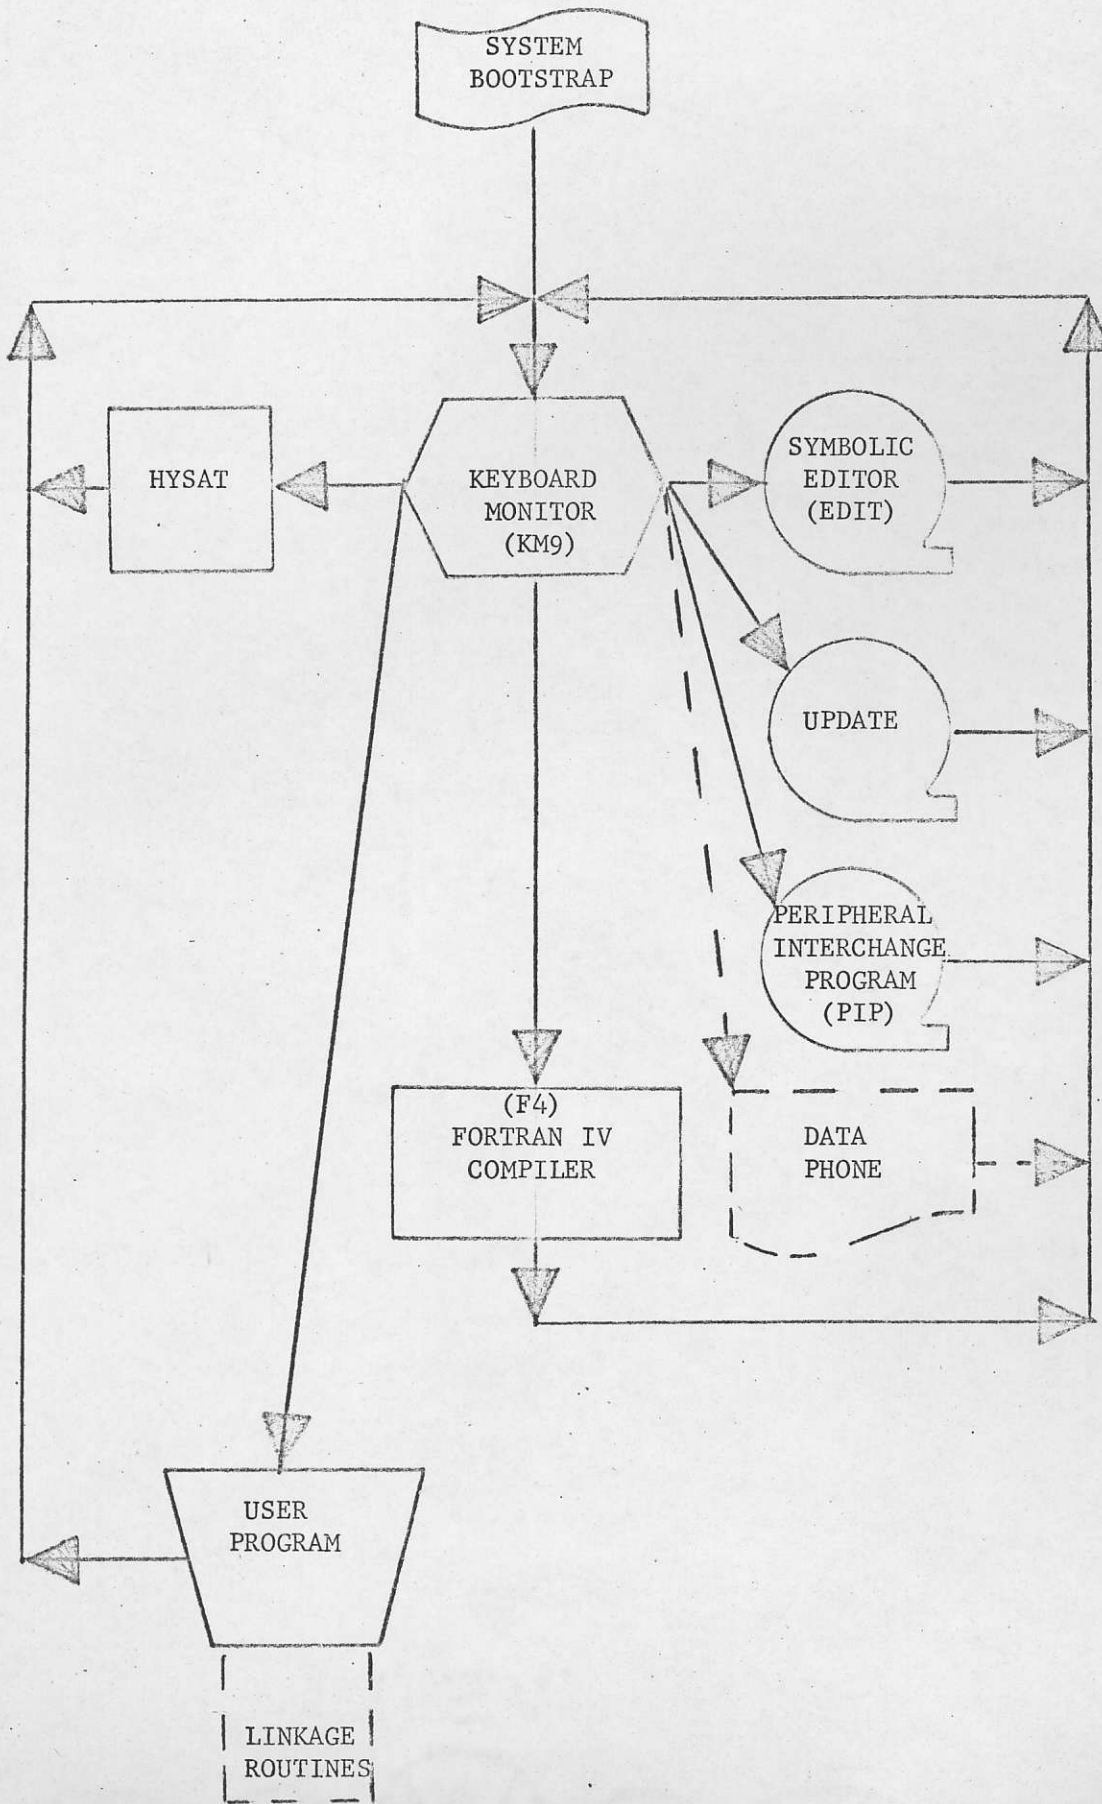 SYSTEM
BOOTSTRAP
HYSAT
KEYBOARD
MONITOR
(KM9)
SYMBOLIC
EDITOR
(EDIT)
UPDATE
PERIPHERAL
INTERCHANGE
PROGRAM
(PIP)
(F4)
FORTRAN IV
COMPILER
DATA
PHONE
USER
PROGRAM
LINKAGE
ROUTINES